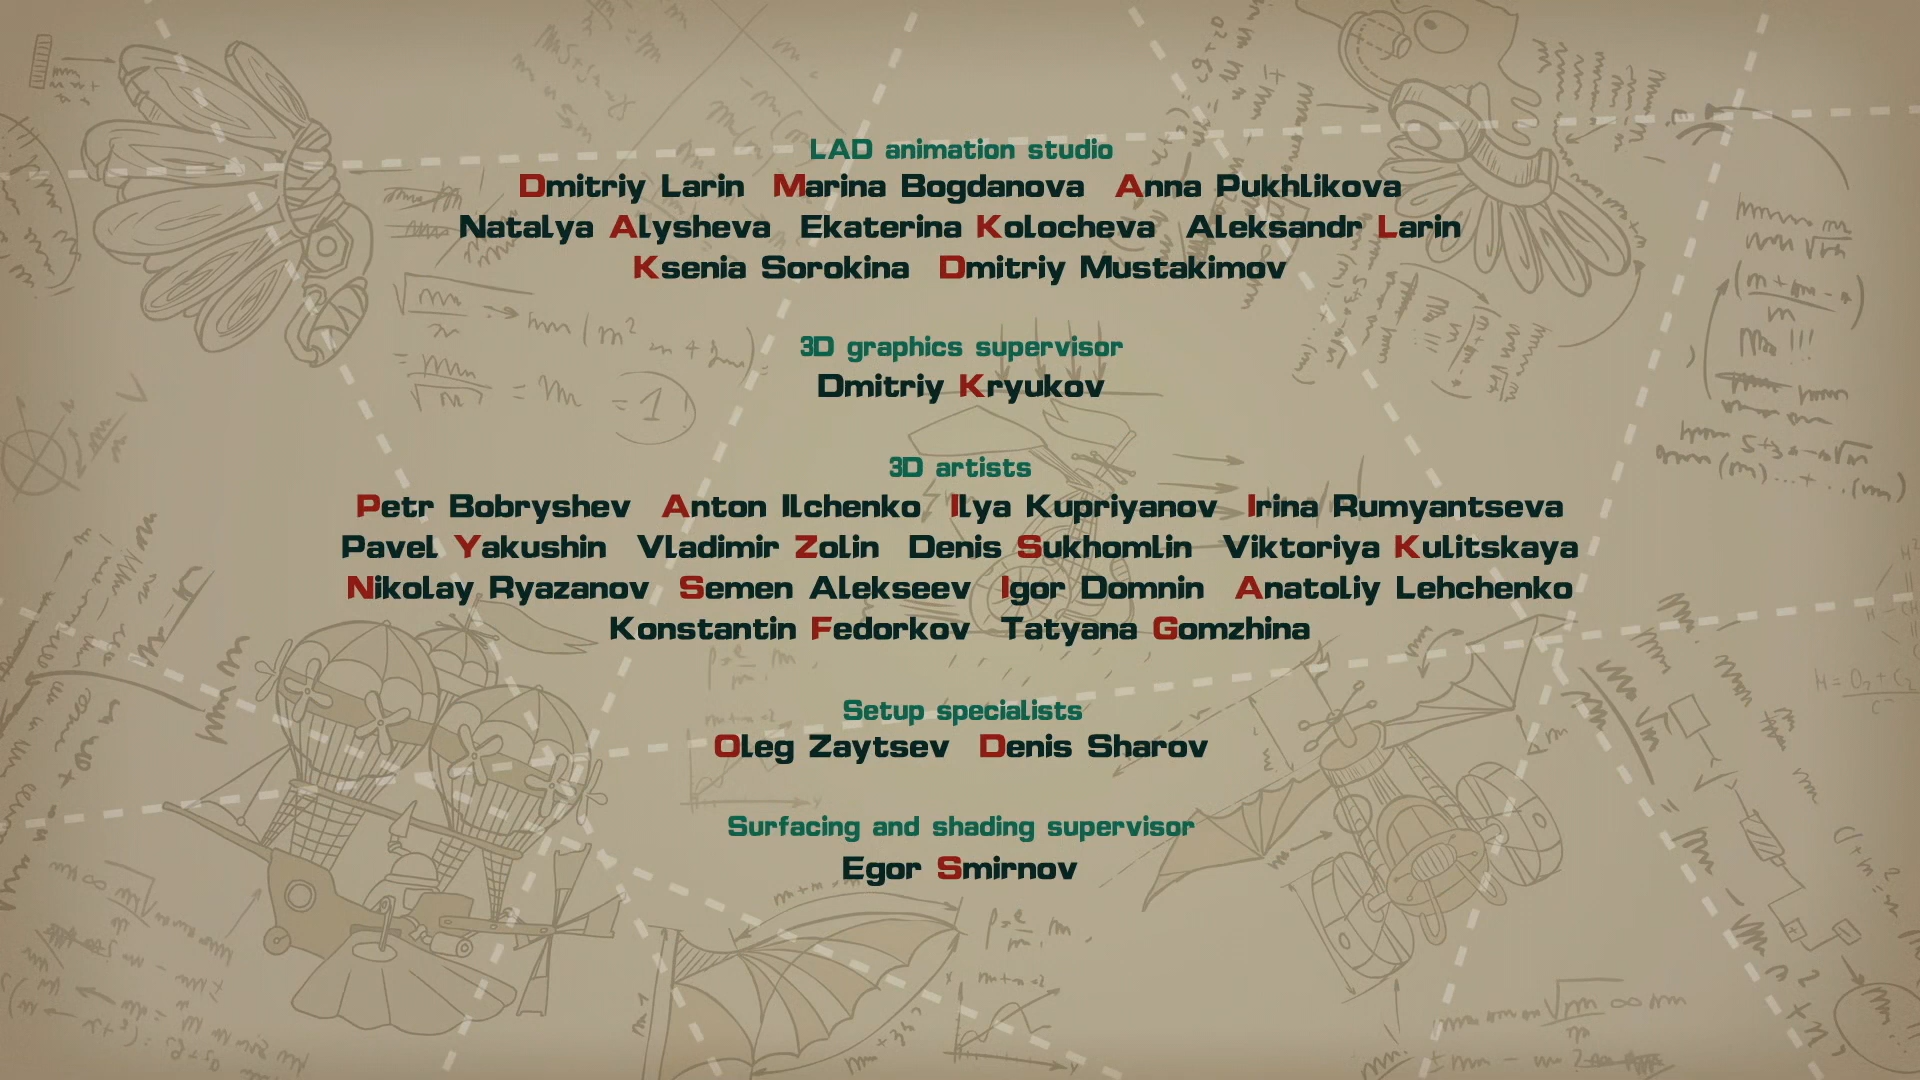 LAD animation studio
Dmitriy Larin Marina Bogdanova Anna Pukhlikova
Natalya Alysheva Ekaterina Kolocheva Aleksandr Larin
Ksenia Sorokina Dmitriy Mustakimov
3D graphics supervisor
Dmitriy Kryukov
3D artists
Petr Bobryshev Anton Ilchenko Ilya Kupriyanov Irina Rumyantseva
Pavel Yakushin Vladimir Zolin Denis Sukhomlin Viktoriya Kulitskaya
Nikolay Ryazanov Semen Alekseev Igor Domnin Anatoliy Lehchenko
Konstantin Fedorkov Tatyana Gomzhina
Setup specialists
Oleg Zaytsev Denis Sharov
Surfacing and shading supervisor
Egor Smirnov